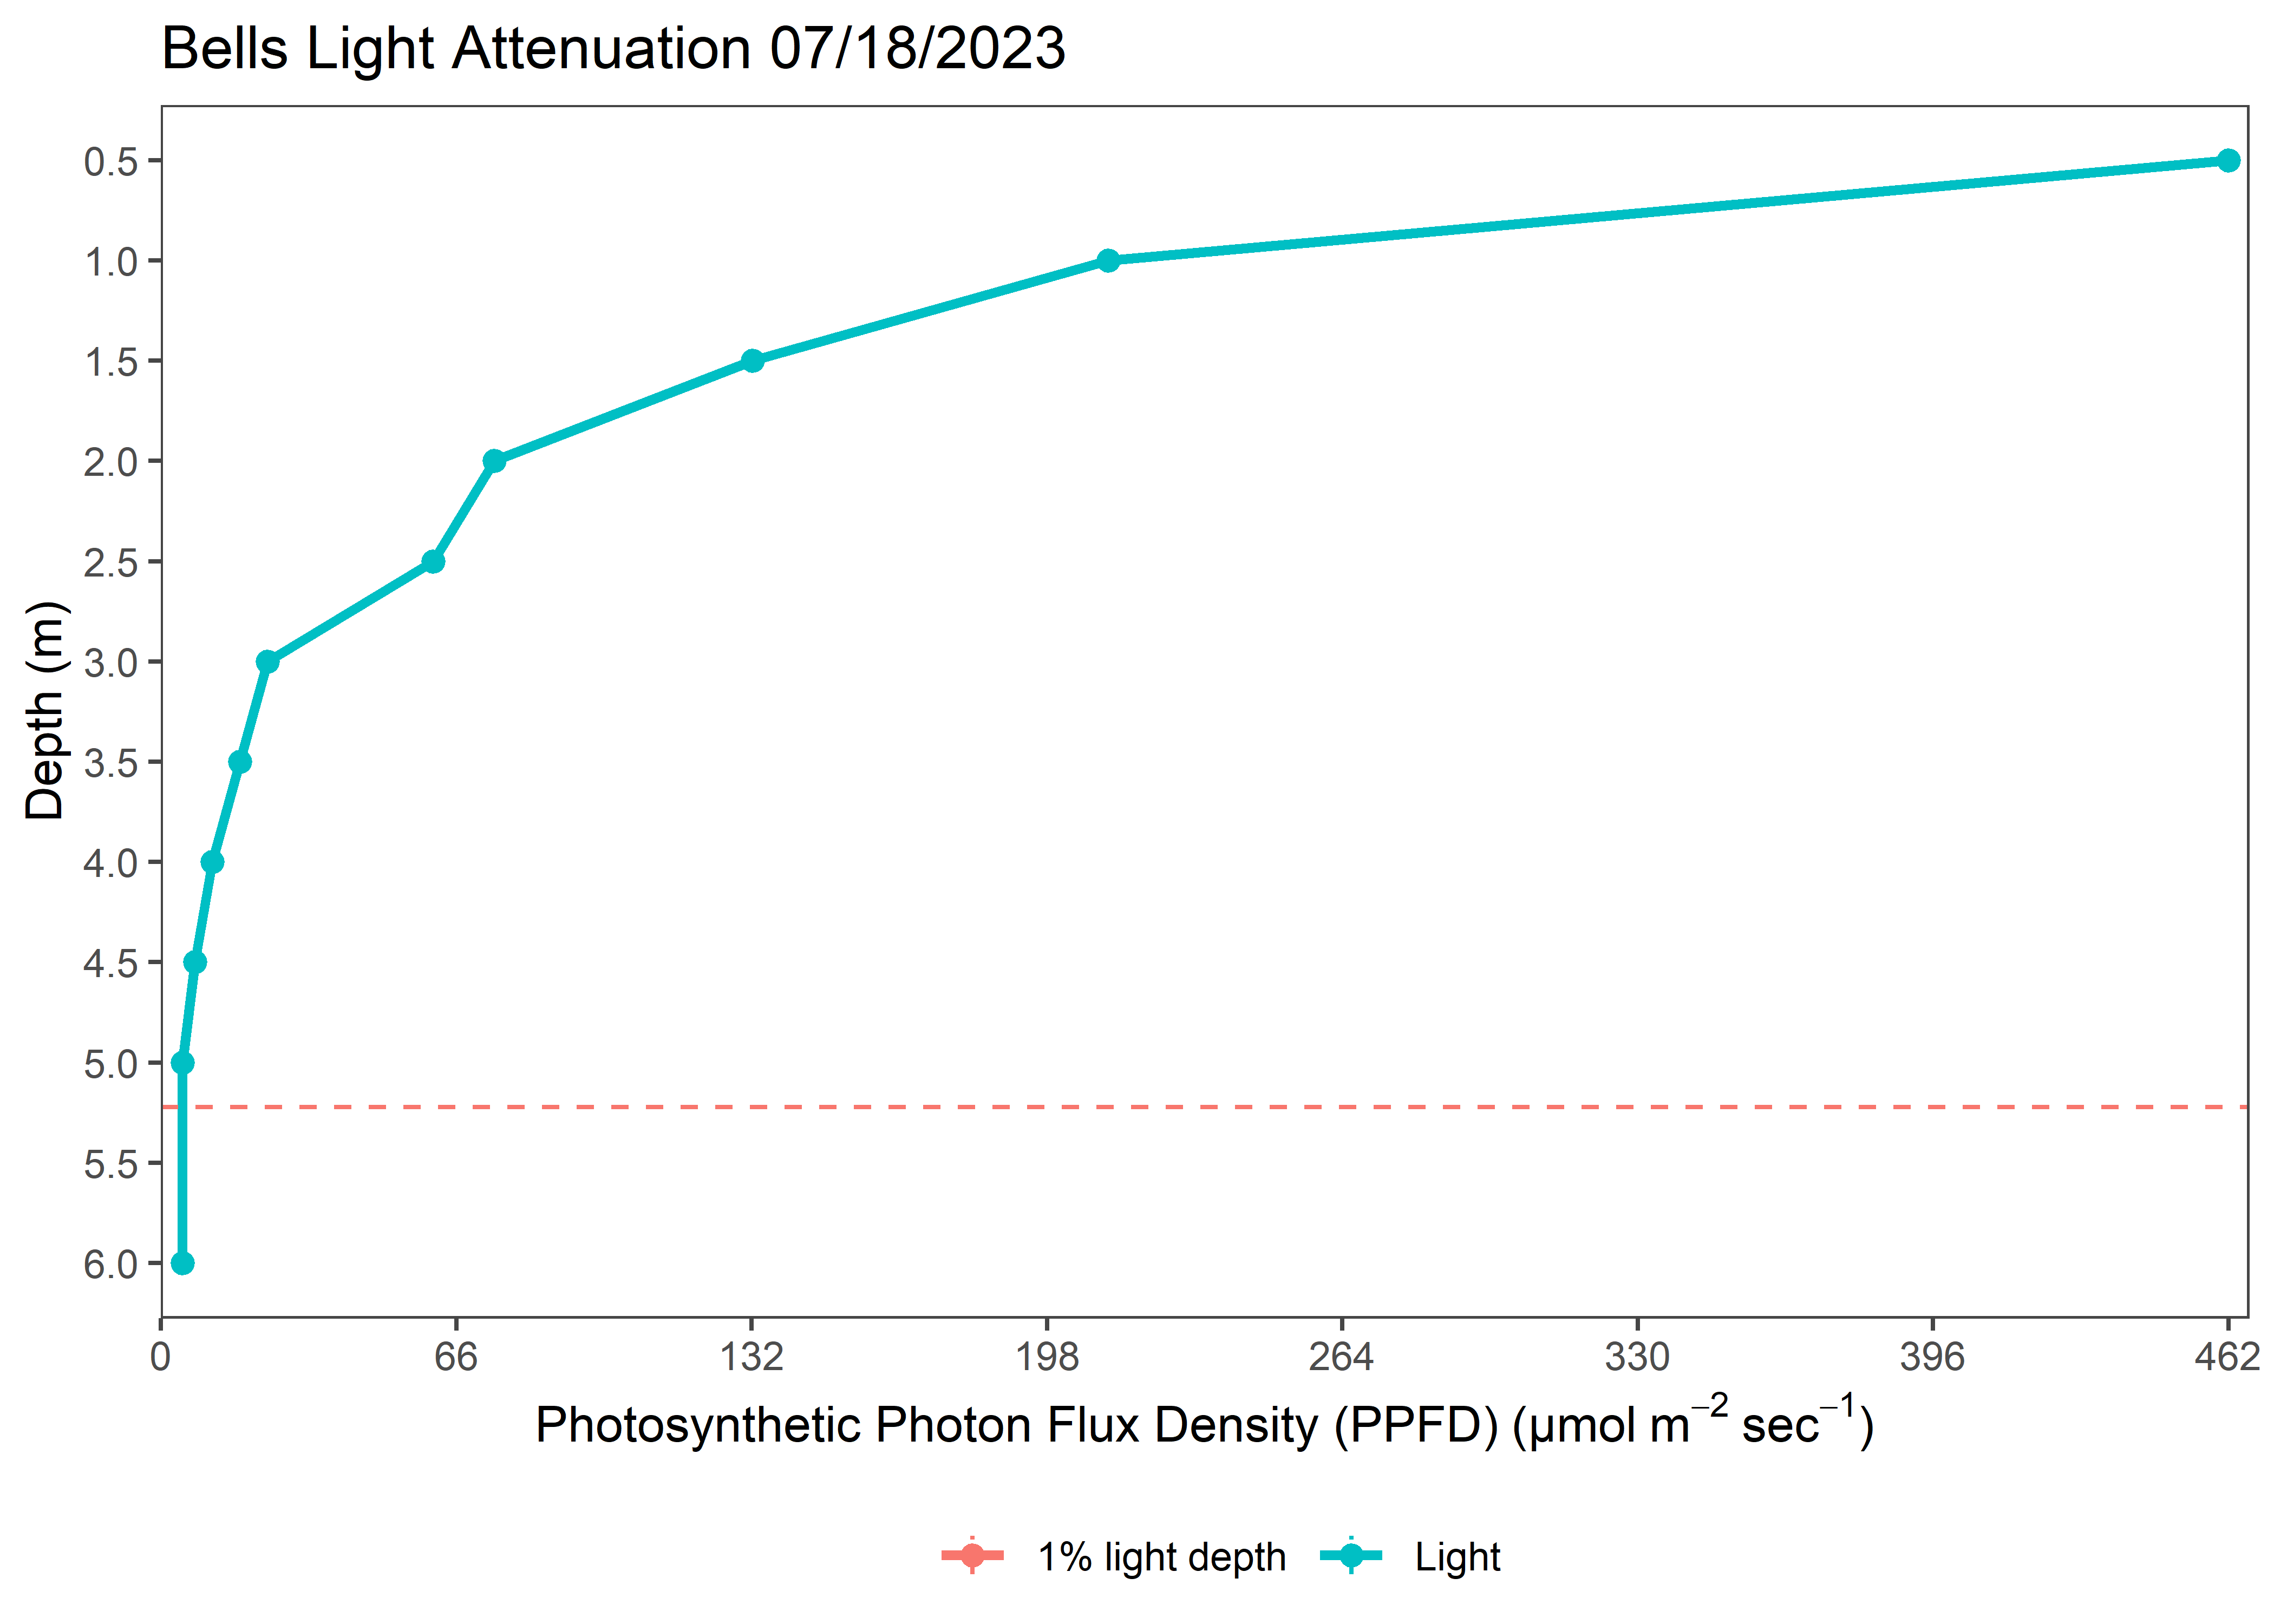 Bells Light Attenuation 07/18/2023
0.5
1.0
1.5
2.0
2.5
3.0
3.5
4.0
4.5
5.0
5.5
6.0
Depth (m)
0 66 132 198 264 330 396 462
Photosynthetic Photon Flux Density (PPFD) (μmol m⁻² sec⁻¹)
1% light depth Light